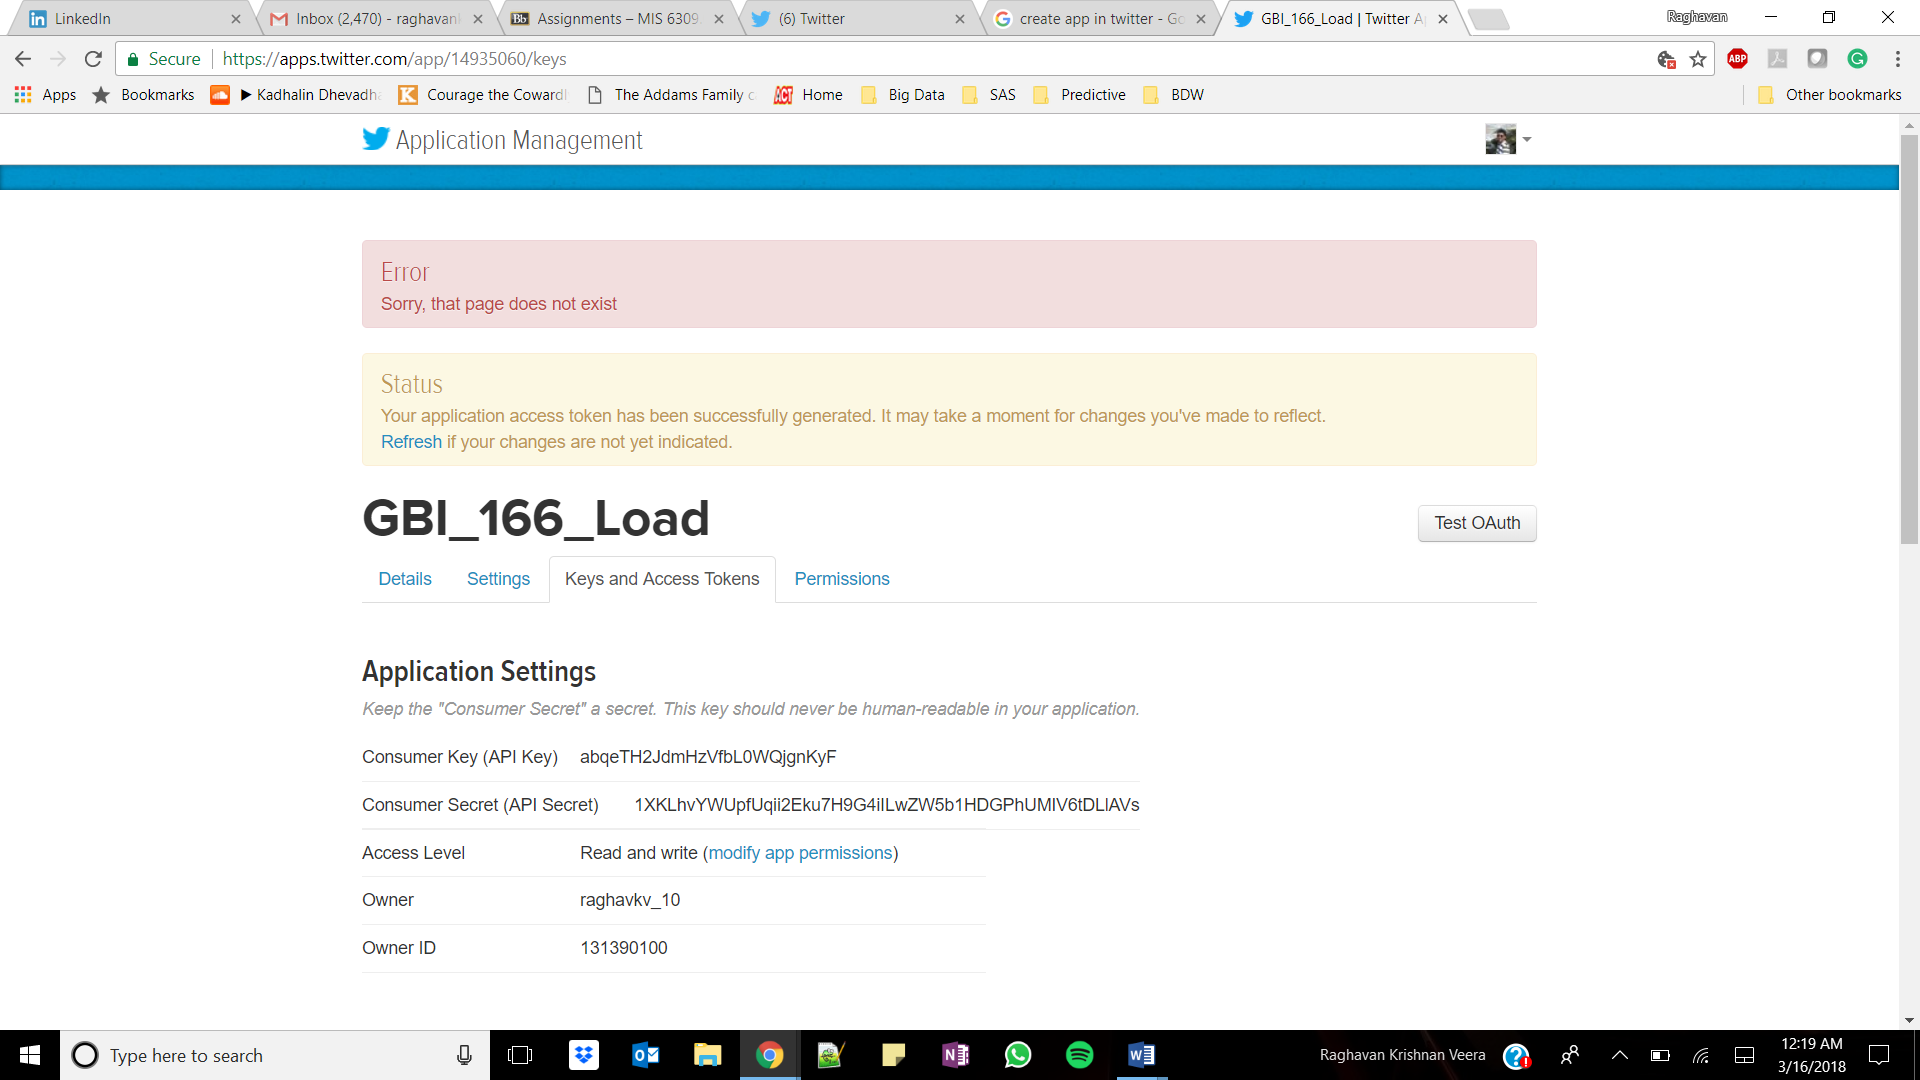 LinkedIn
Inbox (2,470) - raghavank
Assignments – MIS 6309
(6) Twitter
create app in twitter - Go
GBI_166_Load | Twitter A
Raghavan
Secure
https://apps.twitter.com/app/14935060/keys
ABP
Apps
Bookmarks
Kadhalin Dhevadha
Courage the Coward
The Addams Family c
Home
Big Data
SAS
Predictive
BDW
Other bookmarks
Application Management
Error
Sorry, that page does not exist
Status
Your application access token has been successfully generated. It may take a moment for changes you've made to reflect.
Refresh if your changes are not yet indicated.
GBI_166_Load
Test OAuth
Details
Settings
Keys and Access Tokens
Permissions
Application Settings
Keep the "Consumer Secret" a secret. This key should never be human-readable in your application.
Consumer Key (API Key) abqeTH2JdmHzVfbL0WQjgnKyF
Consumer Secret (API Secret)
Access Level Read and write (modify app permissions)
Owner raghavkv_10
Owner ID 131390100
Type here to search
Raghavan Krishnan Veera
12:19 AM
3/16/2018